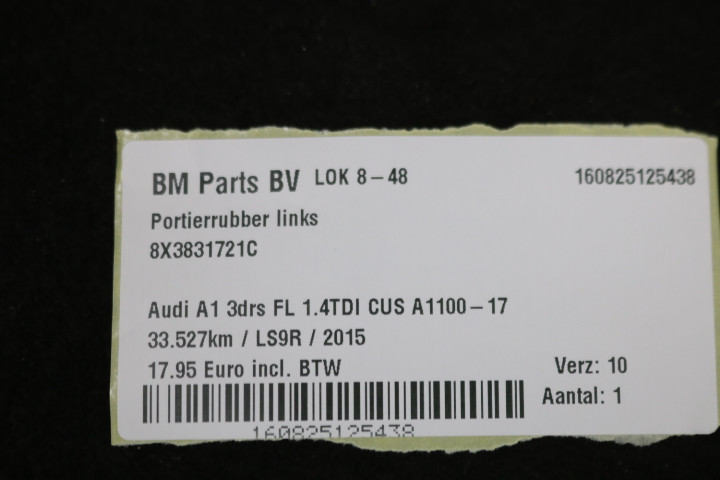 BM Parts BV LOK 8-48 160825125438
Portierrubber links
8X3831721C
Audi A1 3drs FL 1.4TDI CUS A1100-17
33.527km / LS9R / 2015
17.95 Euro incl. BTW Verz: 10
Aantal: 1
160825125438